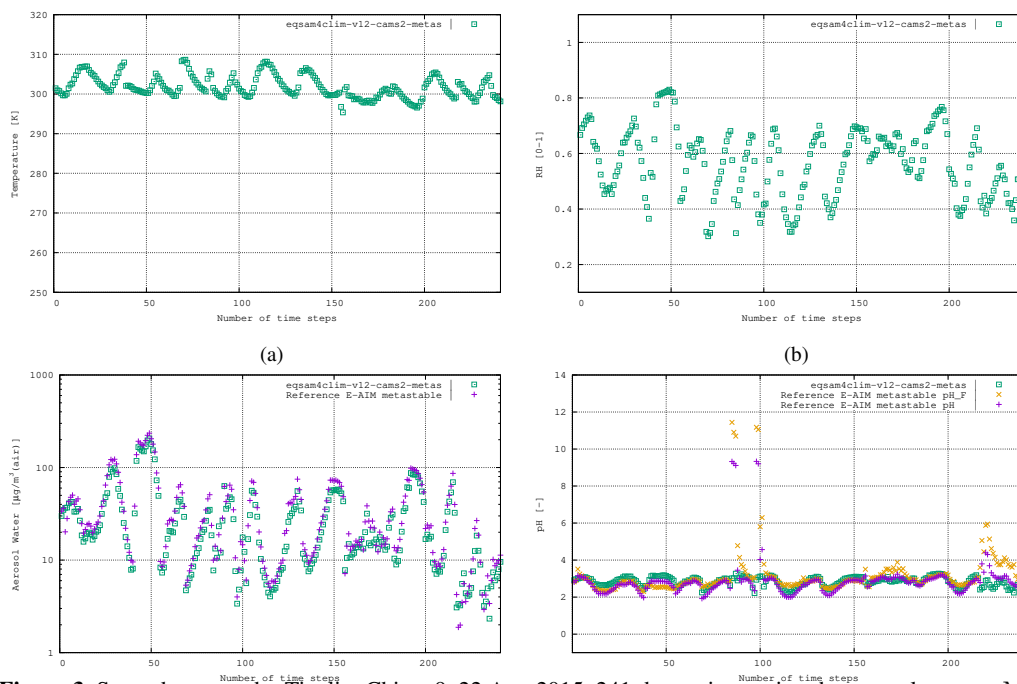 eqsam4clim-v12-cams2-metas
320
310
300
290
280
270
260
250
Temperature [K]
0 50 100 150 200
Number of time steps
(a)
eqsam4clim-v12-cams2-metas
1
0.8
0.6
0.4
0.2
RH [0-1]
0 50 100 150 200
Number of time steps
(b)
eqsam4clim-v12-cams2-metas
Reference E-AIM metastable
1000
100
10
1
Aerosol Water [µg/m^3(air)]
0 50 100 150 200
Number of time steps
eqsam4clim-v12-cams2-metas
Reference E-AIM metastable pH_F
Reference E-AIM metastable pH
14
12
10
8
6
4
2
0
pH [-]
50 100 150 200
Number of time steps